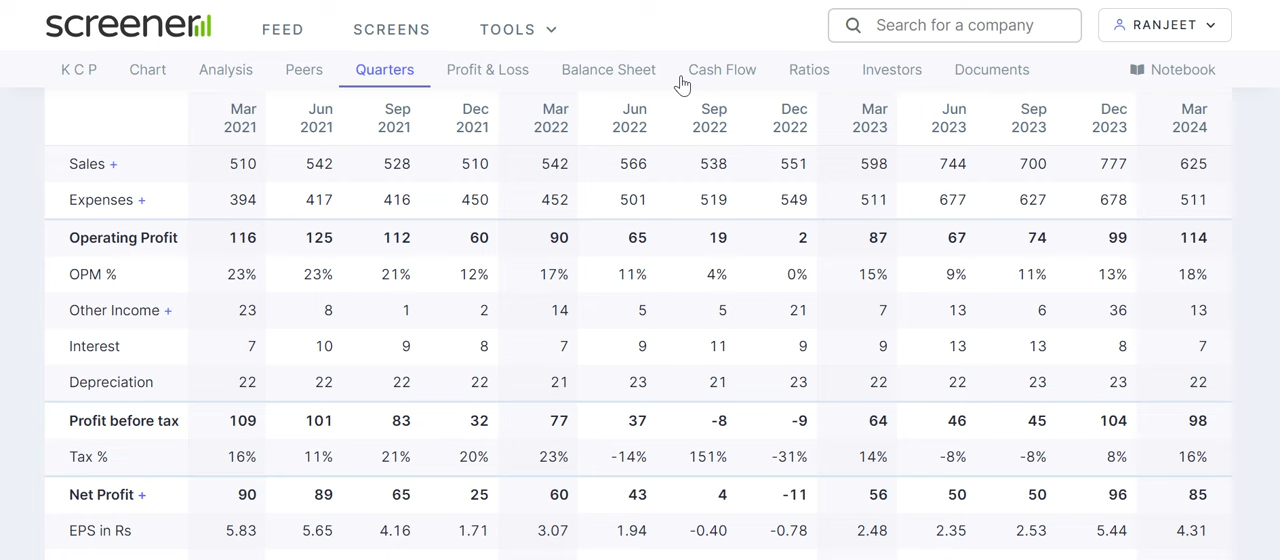 screener
FEED SCREENS TOOLS
Search for a company
RANJEET
K C P Chart Analysis Peers Quarters Profit & Loss Balance Sheet Cash Flow Ratios Investors Documents Notebook
Mar Jun Sep Dec Mar Jun Sep Dec Mar Jun Sep Dec Mar
2021 2021 2021 2021 2022 2022 2022 2022 2023 2023 2023 2023 2024
Sales + 510 542 528 510 542 566 538 551 598 744 700 777 625
Expenses + 394 417 416 450 452 501 519 549 511 677 627 678 511
Operating Profit 116 125 112 60 90 65 19 2 87 67 74 99 114
OPM % 23% 23% 21% 12% 17% 11% 4% 0% 15% 9% 11% 13% 18%
Other Income + 23 8 1 2 14 5 5 21 7 13 6 36 13
Interest 7 10 9 8 7 9 11 9 9 13 13 8 7
Depreciation 22 22 22 22 21 23 21 23 22 22 23 23 22
Profit before tax 109 101 83 32 77 37 -8 -9 64 46 45 104 98
Tax % 16% 11% 21% 20% 23% -14% 151% -31% 14% -8% -8% 8% 16%
Net Profit + 90 89 65 25 60 43 4 -11 56 50 50 96 85
EPS in Rs 5.83 5.65 4.16 1.71 3.07 1.94 -0.40 -0.78 2.48 2.35 2.53 5.44 4.31